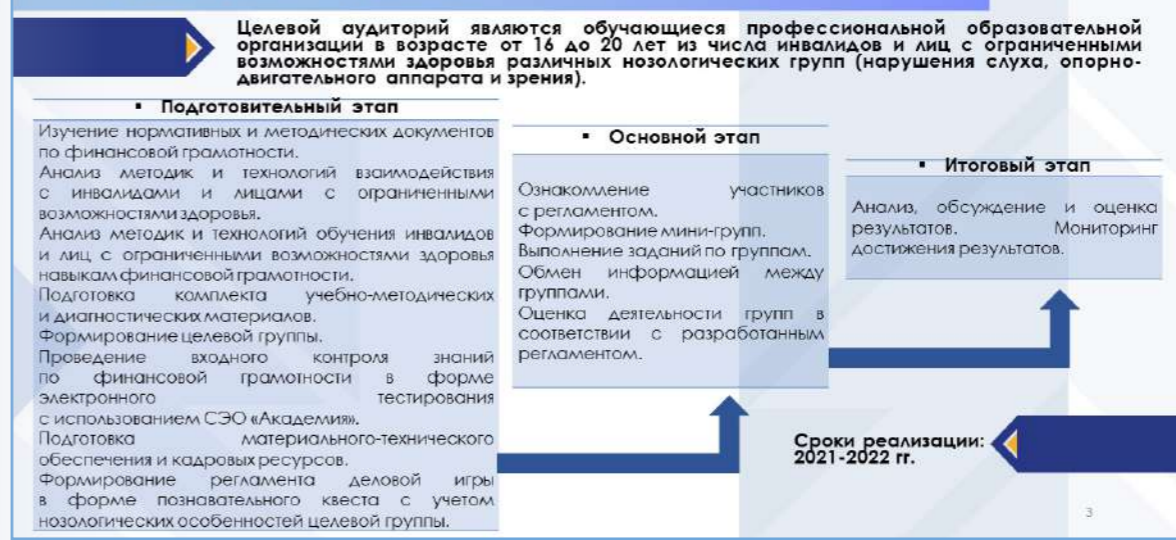 Целевой аудиторий являются обучающиеся профессиональной образовательной
организации в возрасте от 16 до 20 лет из числа инвалидов и лиц с ограниченными
возможностями здоровья различных нозологических групп (нарушения слуха, опорно-
двигательного аппарата и зрения).
▪ Подготовительный этап
Изучение нормативных и методических документов
по финансовой грамотности.
Анализ методик и технологий взаимодействия
с инвалидами и лицами с ограниченными
возможностями здоровья.
Анализ методик и технологий обучения инвалидов
и лиц с ограниченными возможностями здоровья
навыкам финансовой грамотности.
Подготовка комплекта учебно-методических
и диагностических материалов.
Формирование целевой группы.
Проведение входного контроля знаний
по финансовой грамотности в форме
электронного тестирования
с использованием СЭО «Академия».
Подготовка материального-технического
обеспечения и кадровых ресурсов.
Формирование регламента деловой игры
в форме познавательного квеста с учетом
нозологических особенностей целевой группы.
▪ Основной этап
Ознакомление участников
с регламентом.
Формирование мини-групп.
Выполнение заданий по группам.
Обмен информацией между
группами.
Оценка деятельности групп в
соответствии с разработанным
регламентом.
▪ Итоговый этап
Анализ, обсуждение и оценка
результатов. Мониторинг
достижения результатов.
Сроки реализации:
2021-2022 гг.
3